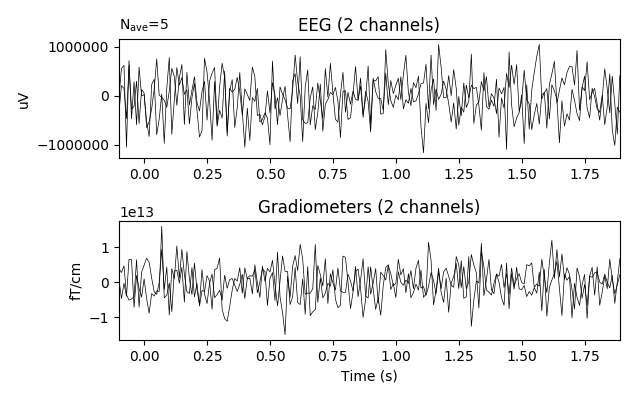 Nave=5
EEG (2 channels)
uV
1000000
0
−1000000
0.00 0.25 0.50 0.75 1.00 1.25 1.50 1.75
1e13
Gradiometers (2 channels)
fT/cm
1
0
−1
0.00 0.25 0.50 0.75 1.00 1.25 1.50 1.75
Time (s)